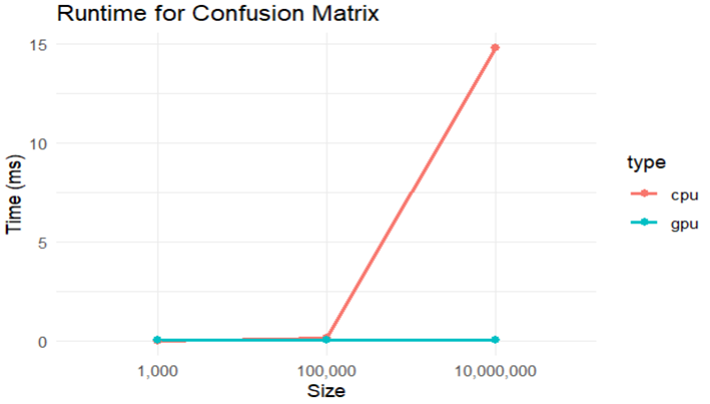 Runtime for Confusion Matrix
15
10
5
0
Time (ms)
1,000
100,000
10,000,000
Size
type
cpu
gpu